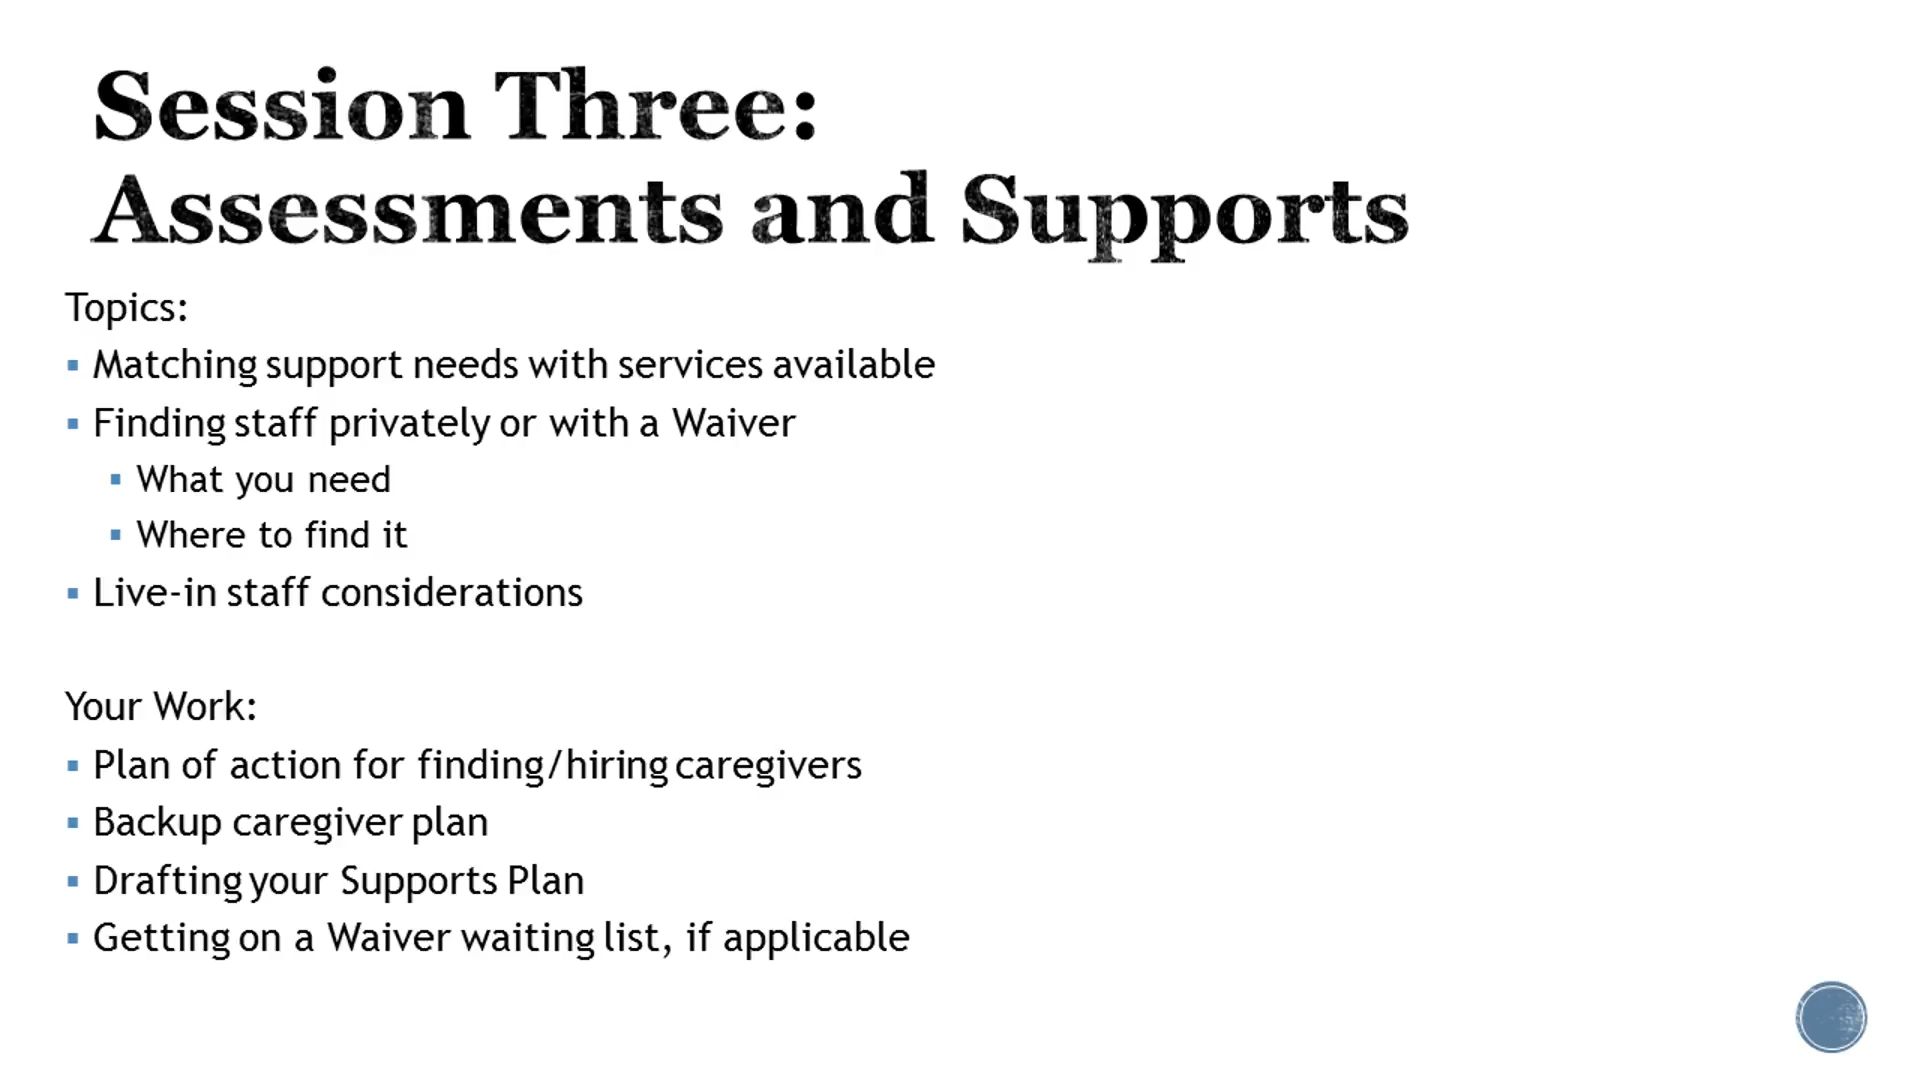 Session Three:
Assessments and Supports
Topics:
▪ Matching support needs with services available
▪ Finding staff privately or with a Waiver
▪ What you need
▪ Where to find it
▪ Live-in staff considerations
Your Work:
▪ Plan of action for finding/hiring caregivers
▪ Backup caregiver plan
▪ Drafting your Supports Plan
▪ Getting on a Waiver waiting list, if applicable